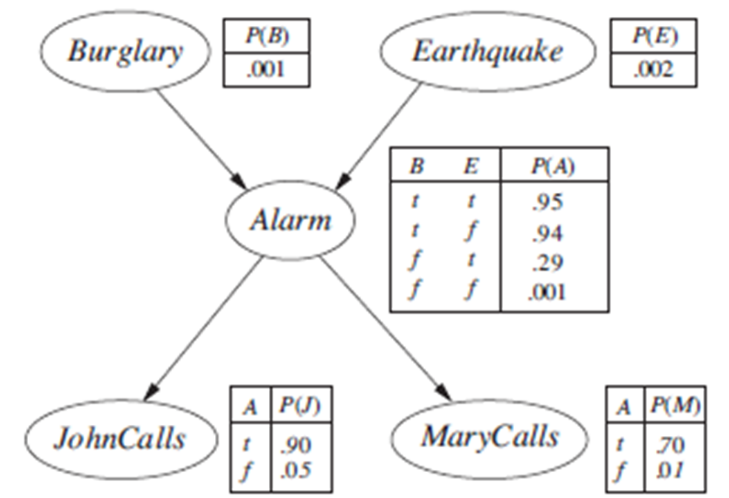 Burglary
P(B)
.001
Earthquake
P(E)
.002
Alarm
B E P(A)
t t .95
t f .94
f t .29
f f .001
JohnCalls
A P(J)
t .90
f .05
MaryCalls
A P(M)
t .70
f .01